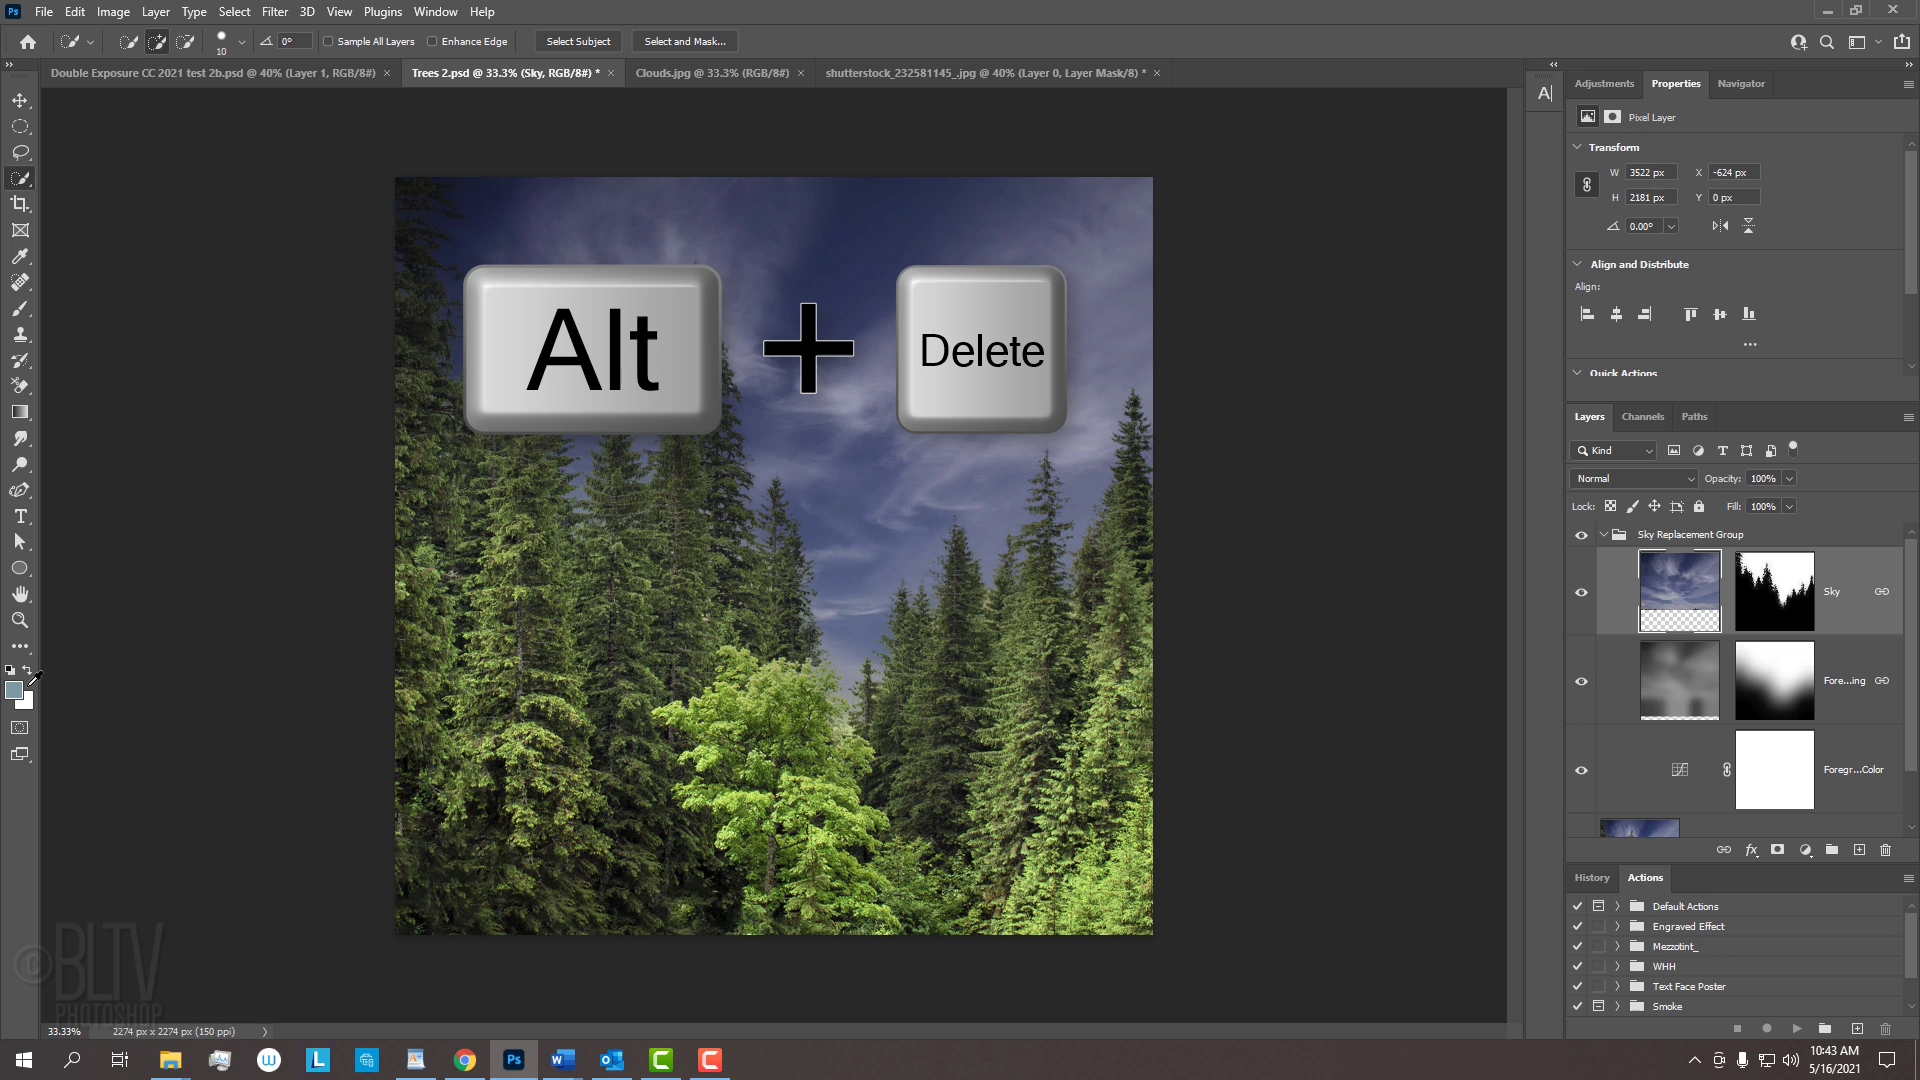 Ps File Edit Image Layer Type Select Filter 3D View Plugins Window Help
10 0° Sample All Layers Enhance Edge Select Subject Select and Mask...
Double Exposure CC 2021 test 2b.psd @ 40% (Layer 1, RGB/8#) × Trees 2.psd @ 33.3% (Sky, RGB/8#) * × Clouds.jpg @ 33.3% (RGB/8#) × shutterstock_232581145_.jpg @ 40% (Layer 0, Layer Mask/8) * ×
Alt + Delete
Adjustments Properties Navigator
Pixel Layer
Transform
W 3522 px X -624 px
H 2181 px Y 0 px
0.00°
Align and Distribute
Align:
Quick Actions
Layers Channels Paths
Kind
Normal Opacity: 100%
Lock: Fill: 100%
Sky Replacement Group
Sky
Fore...ing
Foregr...Color
History Actions
Default Actions
Engraved Effect
Mezzotint_
WHH
Text Face Poster
Smoke
© BLTV
PHOTOSHOP
33.33% 2274 px x 2274 px (150 ppi)
10:43 AM
5/16/2021